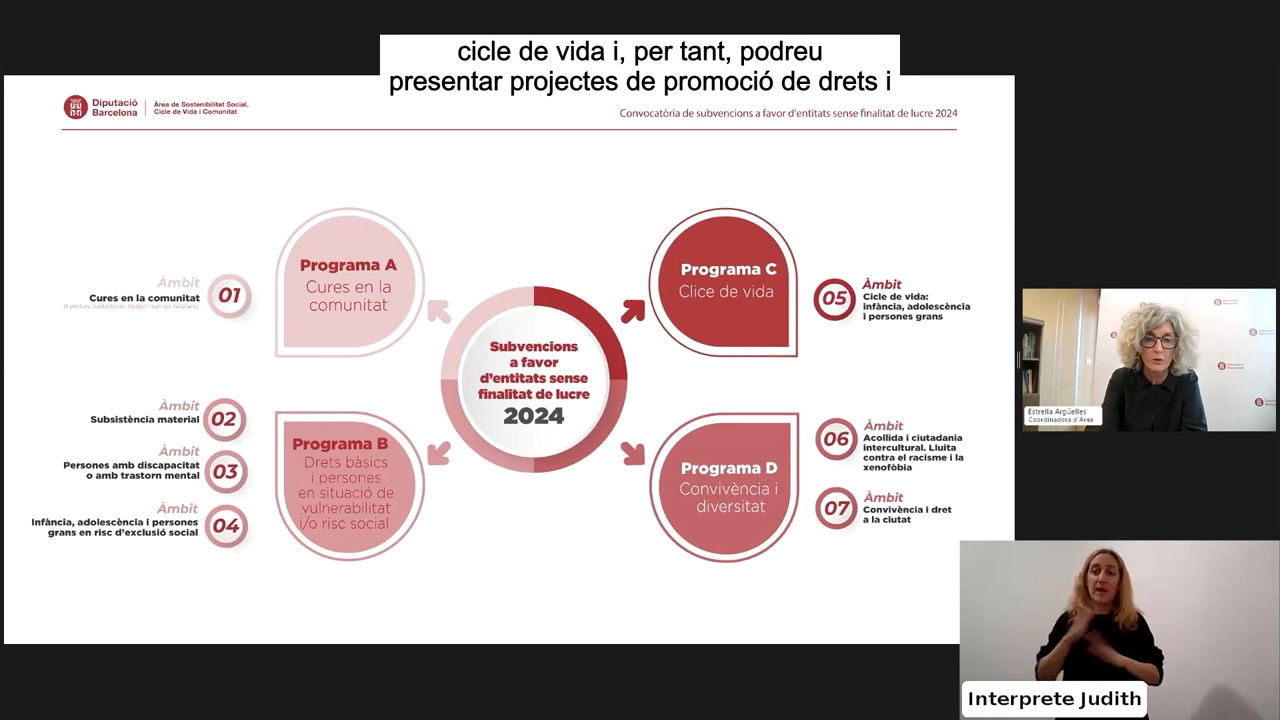 cicle de vida i, per tant, podreu
presentar projectes de promoció de drets i
Diputació
Barcelona
Àrea de Sostenibilitat Social,
Cicle de Vida i Comunitat
Convocatòria de subvencions a favor d'entitats sense finalitat de lucre 2024
Àmbit
01
Cures en la comunitat
Programa A
Cures en la
comunitat
Àmbit
02
Subsistència material
Àmbit
03
Persones amb discapacitat
o amb trastorn mental
Àmbit
04
Infància, adolescència i persones
grans en risc d'exclusió social
Programa B
Drets bàsics
i persones
en situació de
vulnerabilitat
i/o risc social
Subvencions
a favor
d'entitats sense
finalitat de lucre
2024
Programa C
Clice de vida
05
Àmbit
Cicle de vida:
infància, adolescència
i persones grans
Programa D
Convivència i
diversitat
06
Àmbit
Acollida i ciutadania
intercultural. Lluita
contra el racisme i la
xenofòbia
07
Àmbit
Convivència i dret
a la ciutat
Estrella Argüelles
Coordinadora d'Àrea
Interprete Judith